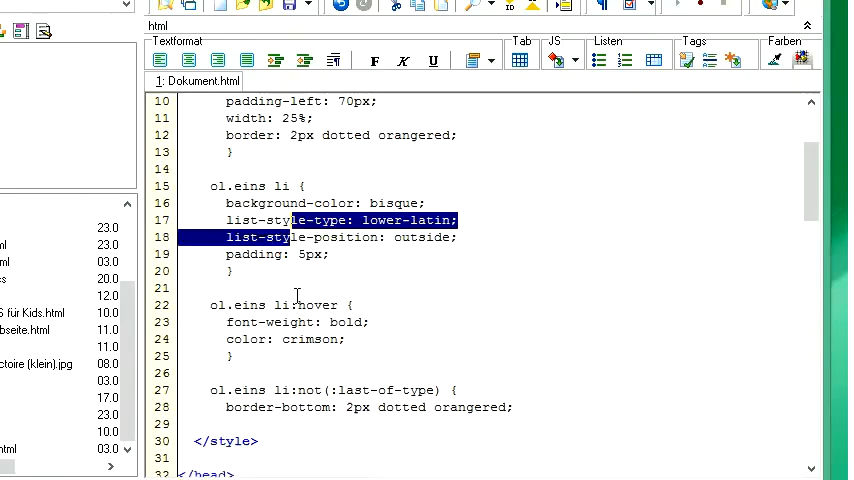 html
Textformat Tab JS Listen Tags Farben
F K U
1: Dokument.html
10 padding-left: 70px;
11 width: 25%;
12 border: 2px dotted orangered;
13 }
14
15 ol.eins li {
16 background-color: bisque;
17 list-style-type: lower-latin;
18 list-style-position: outside;
19 padding: 5px;
20 }
21
22 ol.eins li:hover {
23 font-weight: bold;
24 color: crimson;
25 }
26
27 ol.eins li:not(:last-of-type) {
28 border-bottom: 2px dotted orangered;
29
30 </style>
31
32 </head>
23.0
ml 23.0
ml 03.0
s 20.0
12.0
S für Kids.html 10.0
bseite.html 11.0
11.0
ctoire (klein).jpg 08.0
03.0
17.0
23.0
10.0
html 03.0